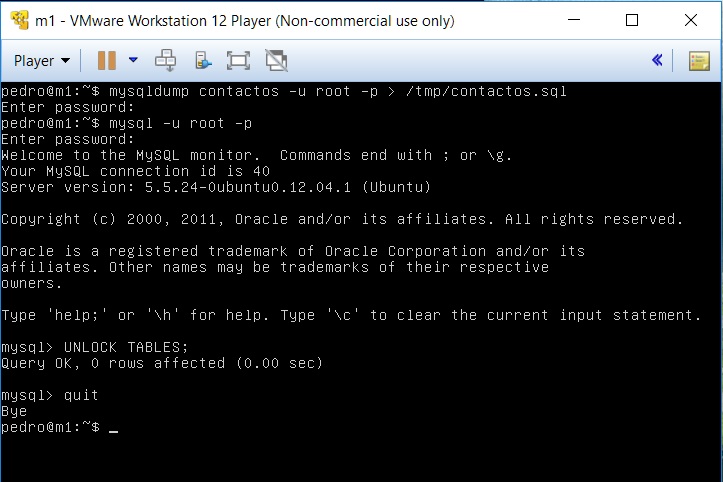 m1 - VMware Workstation 12 Player (Non-commercial use only)
Player
pedro@m1:~$ mysqldump contactos -u root -p > /tmp/contactos.sql
Enter password:
pedro@m1:~$ mysql -u root -p
Enter password:
Welcome to the MySQL monitor.  Commands end with ; or \g.
Your MySQL connection id is 40
Server version: 5.5.24-0ubuntu0.12.04.1 (Ubuntu)
Copyright (c) 2000, 2011, Oracle and/or its affiliates. All rights reserved.
Oracle is a registered trademark of Oracle Corporation and/or its
affiliates. Other names may be trademarks of their respective
owners.
Type 'help;' or '\h' for help. Type '\c' to clear the current input statement.
mysql> UNLOCK TABLES;
Query OK, 0 rows affected (0.00 sec)
mysql> quit
Bye
pedro@m1:~$ _